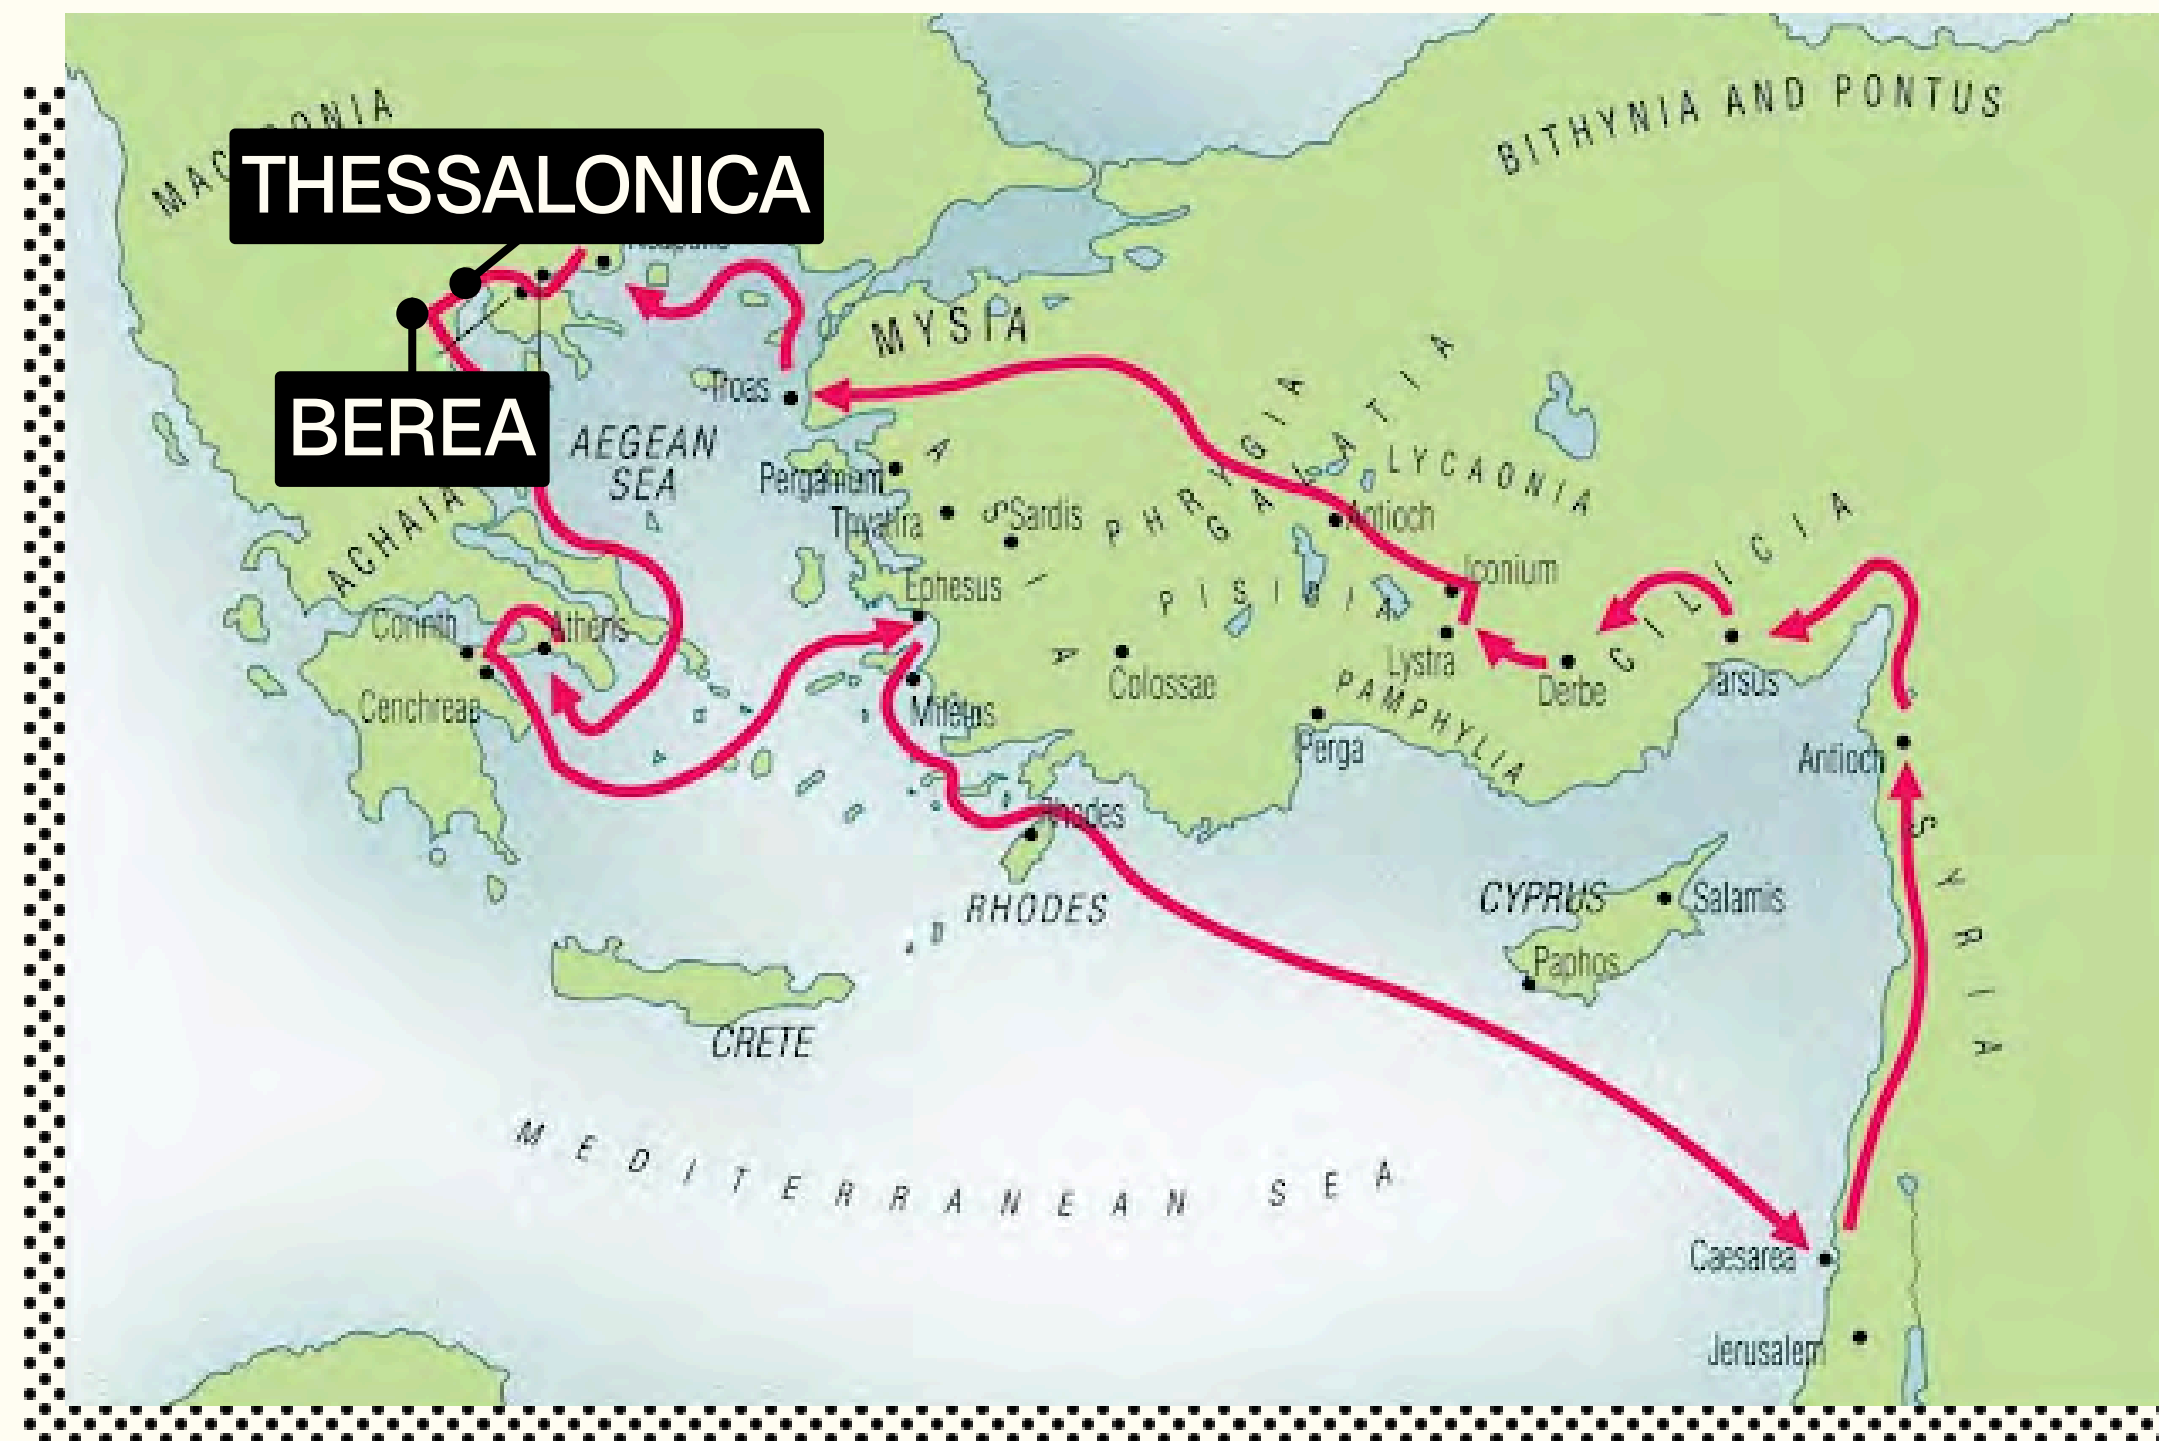 BITHYNIA AND PONTUS
THESSALONICA
MYSIA
Troas
BEREA
AEGEAN
SEA
PHRYGIA
GALATIA
LYCAONIA
Pergamum
Thyatira
Sardis
Antioch
CILICIA
ACHAIA
ASIA
Ephesus
PISIDIA
Iconium
Corinth
Athens
Lystra
Derbe
Tarsus
Colossae
PAMPHYLIA
Cenchreae
Miletus
Perga
Antioch
Rhodes
SYRIA
RHODES
CYPRUS
Salamis
Paphos
CRETE
MEDITERRANEAN SEA
Caesarea
Jerusalem